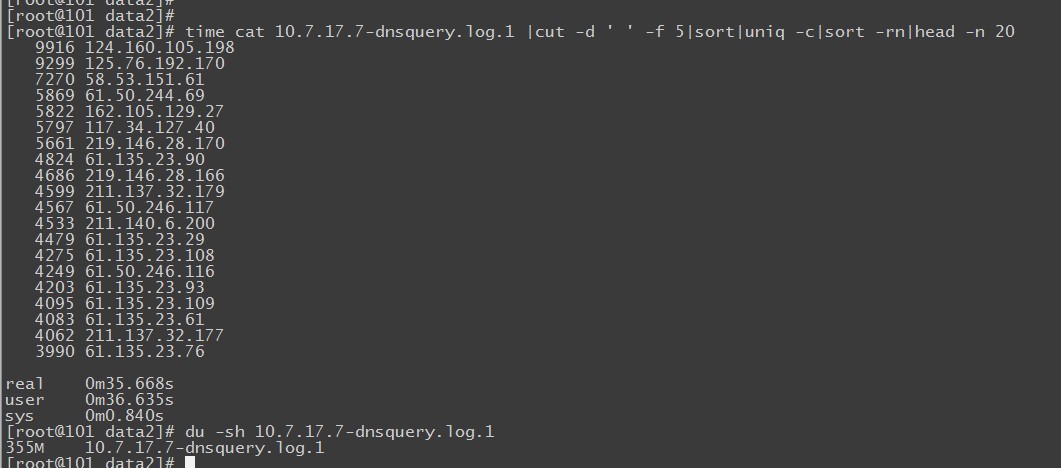 [root@101 data2]#
[root@101 data2]#
[root@101 data2]# time cat 10.7.17.7-dnsquery.log.1 |cut -d ' ' -f 5|sort|uniq -c|sort -rn|head -n 20
9916 124.160.105.198
9299 125.76.192.170
7270 58.53.151.61
5869 61.50.244.69
5822 162.105.129.27
5797 117.34.127.40
5661 219.146.28.170
4824 61.135.23.90
4686 219.146.28.166
4599 211.137.32.179
4567 61.50.246.117
4533 211.140.6.200
4479 61.135.23.29
4275 61.135.23.108
4249 61.50.246.116
4203 61.135.23.93
4095 61.135.23.109
4083 61.135.23.61
4062 211.137.32.177
3990 61.135.23.76
real 0m35.668s
user 0m36.635s
sys 0m0.840s
[root@101 data2]# du -sh 10.7.17.7-dnsquery.log.1
355M 10.7.17.7-dnsquery.log.1
[root@101 data2]#